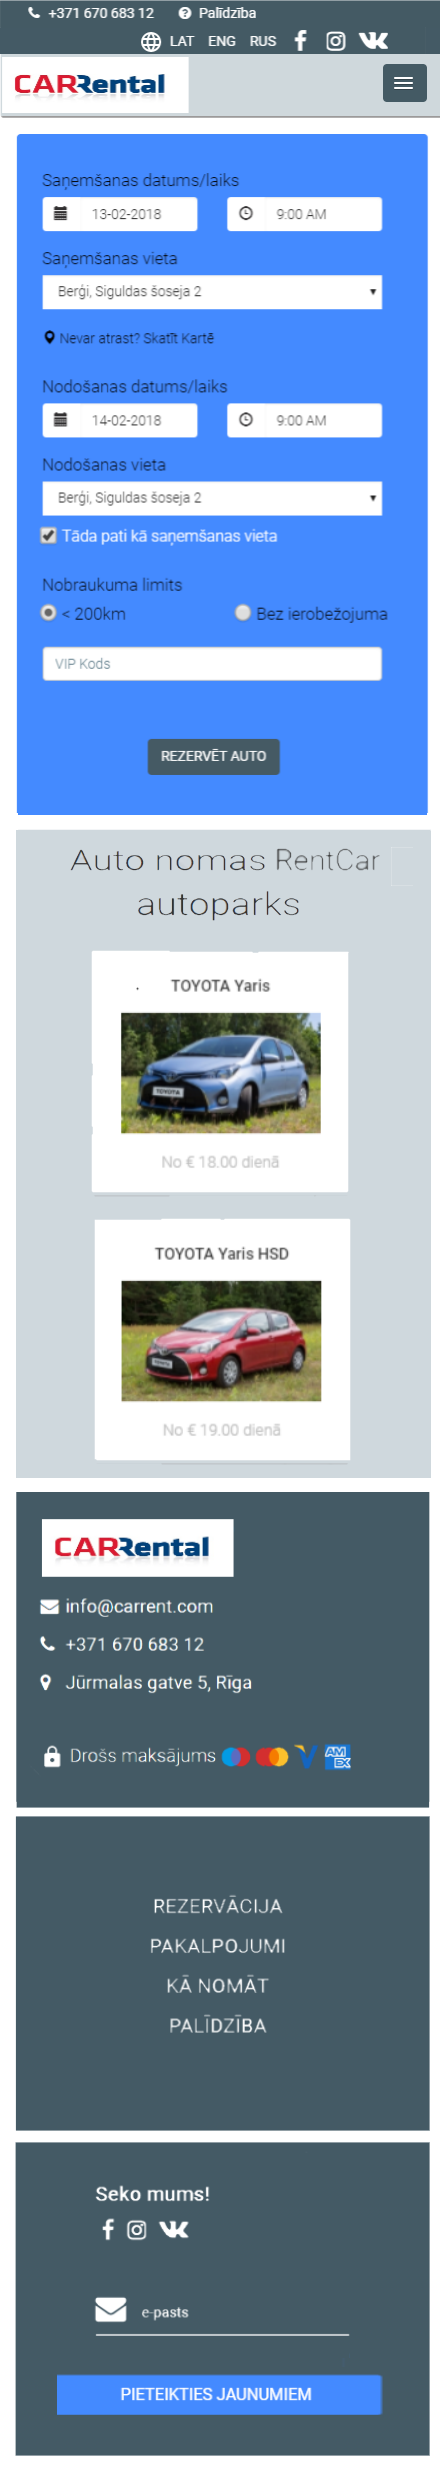 +371 670 683 12 Palīdzība
LAT ENG RUS
CARRental
Saņemšanas datums/laiks
13-02-2018 9:00 AM
Saņemšanas vieta
Berģi, Siguldas šoseja 2
Nevar atrast? Skatīt Kartē
Nodošanas datums/laiks
14-02-2018 9:00 AM
Nodošanas vieta
Berģi, Siguldas šoseja 2
Tāda pati kā saņemšanas vieta
Nobraukuma limits
< 200km Bez ierobežojuma
VIP Kods
REZERVĒT AUTO
Auto nomas RentCar
autoparks
TOYOTA Yaris
TOYOTA
No € 18.00 dienā
TOYOTA Yaris HSD
TOYOTA
No € 19.00 dienā
CARRental
info@carrent.com
+371 670 683 12
Jūrmalas gatve 5, Rīga
Drošs maksājums AM EX
REZERVĀCIJA
PAKALPOJUMI
KĀ NOMĀT
PALĪDZĪBA
Seko mums!
e-pasts
PIETEIKTIES JAUNUMIEM